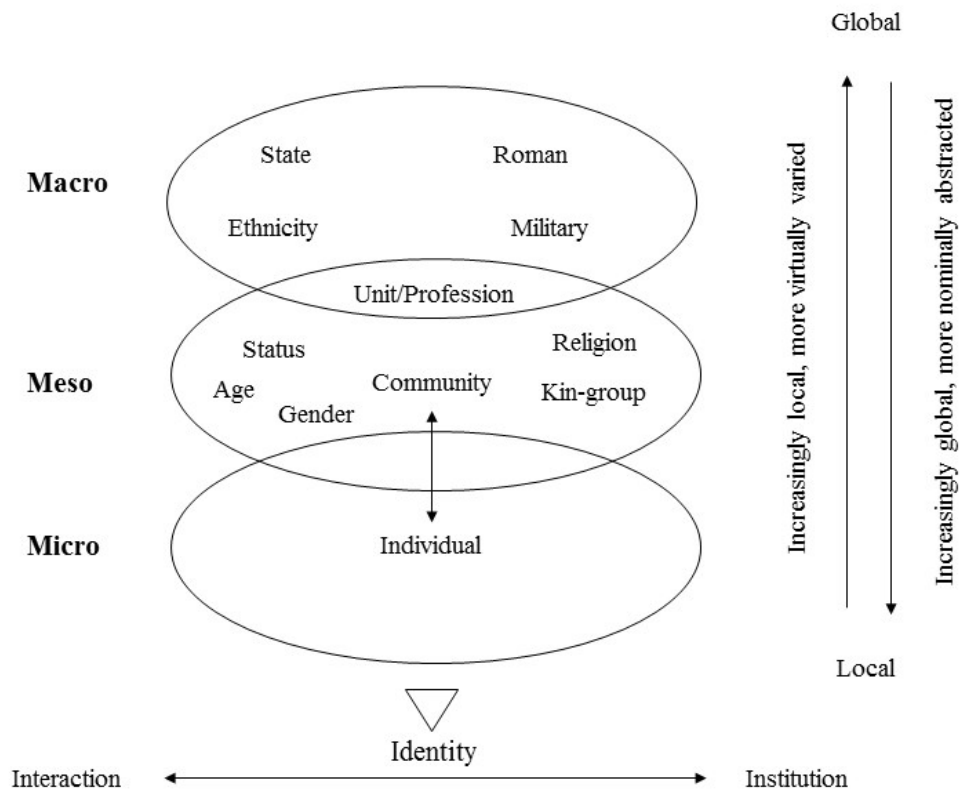 Global
State
Roman
Macro
Ethnicity
Military
Unit/Profession
Status
Religion
Meso
Age
Community
Kin-group
Gender
Micro
Individual
Increasingly local, more virtually varied
Increasingly global, more nominally abstracted
Local
Identity
Interaction
Institution